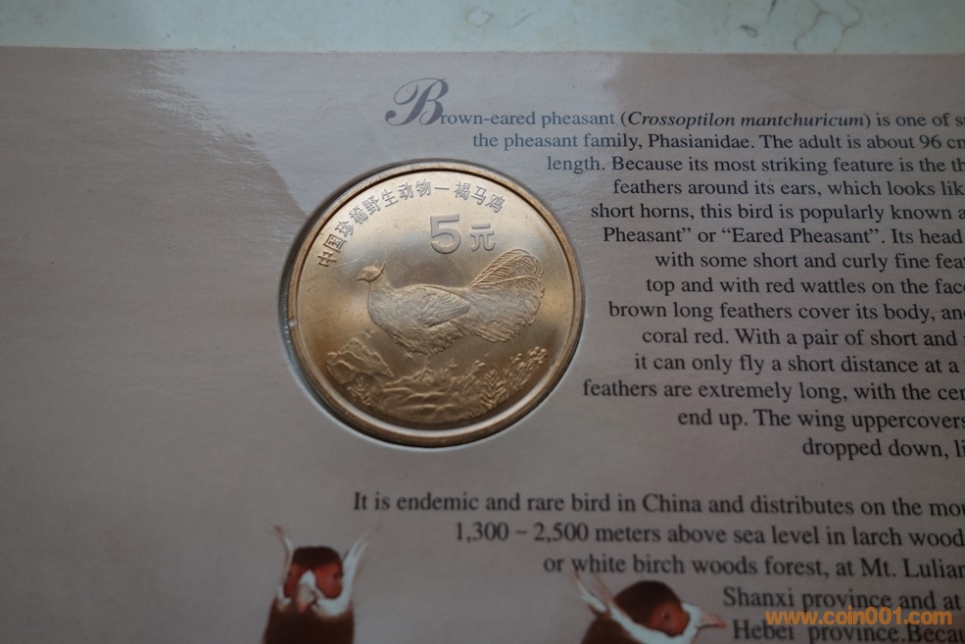 Brown-eared pheasant (Crossoptilon mantchuricum) is one of
the pheasant family, Phasianidae. The adult is about 96
length. Because its most striking feature is the
feathers around its ears, which looks
short horns, this bird is popularly known
Pheasant” or “Eared Pheasant”. Its head
with some short and curly fine
top and with red wattles on the
brown long feathers cover its body,
coral red. With a pair of short and
it can only fly a short distance at a
feathers are extremely long, with the
end up. The wing
dropped down,
中国珍稀野生动物—褐马鸡
5元
It is endemic and rare bird in China and distributes on the
1,300 ~ 2,500 meters above sea level in larch
or white birch woods forest, at Mt.
Shanxi province and at
Hebei province.
www.coin001.com